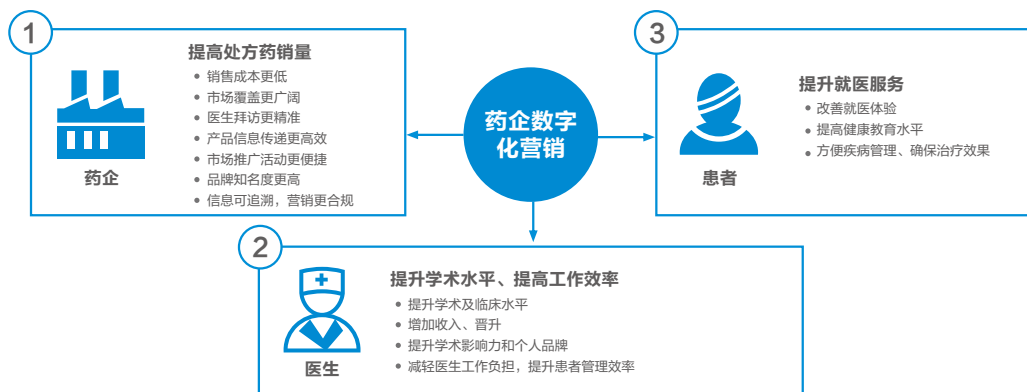 1
提高处方药销量
• 销售成本更低
• 市场覆盖更广阔
• 医生拜访更精准
• 产品信息传递更高效
• 市场推广活动更便捷
• 品牌知名度更高
• 信息可追溯，营销更合规
药企
药企数字
化营销
3
提升就医服务
• 改善就医体验
• 提高健康教育水平
• 方便疾病管理、确保治疗效果
患者
2
提升学术水平、提高工作效率
• 提升学术及临床水平
• 增加收入、晋升
• 提升学术影响力和个人品牌
• 减轻医生工作负担，提升患者管理效率
医生